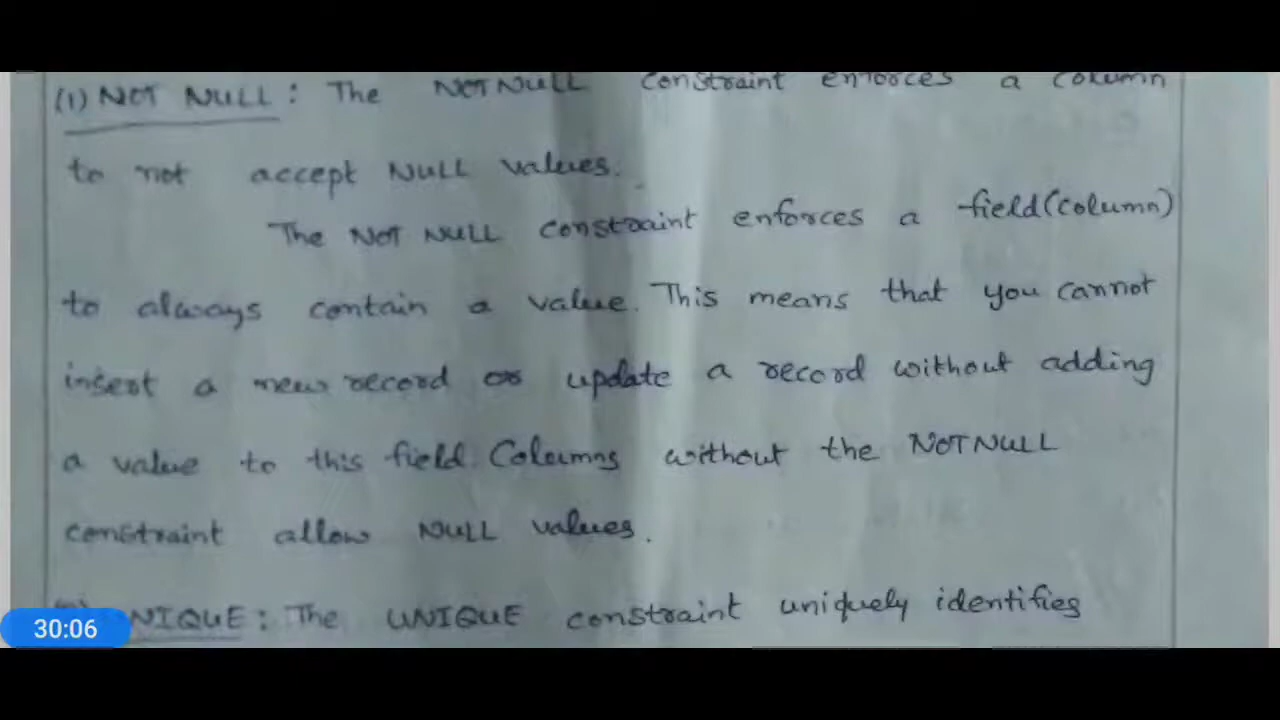 (1) NOT NULL: The NOT NULL constraint enforces a column
to not accept NULL values.
The NOT NULL constraint enforces a field(column)
to always contain a value. This means that you cannot
insert a new record or update a record without adding
a value to this field. Columns without the NOT NULL
constraint allow NULL values.
NIQUE: The UNIQUE constraint uniquely identifies
30:06